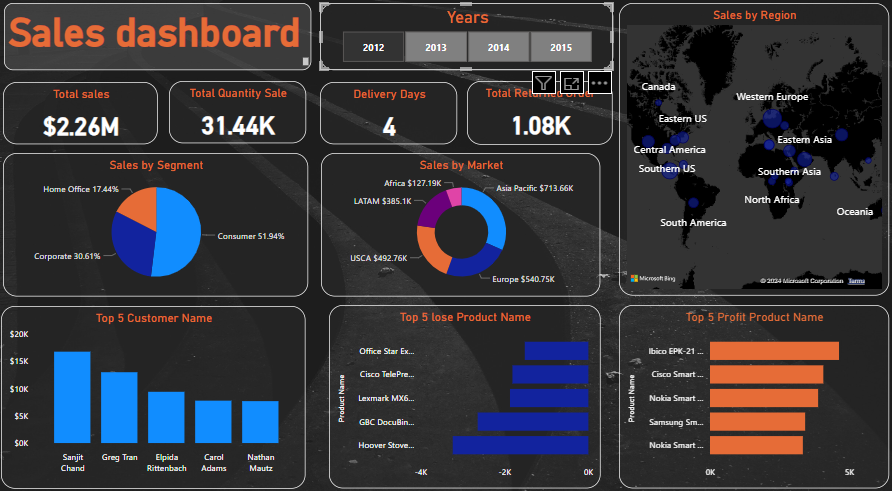 Sales dashboard
Years
2012
2013
2014
2015
Total sales
$2.26M
Total Quantity Sale
31.44K
Delivery Days
4
Total Returned Order
1.08K
Sales by Region
Canada
Western Europe
Eastern US
Eastern Asia
Central America
Southern US
Southern Asia
North Africa
South America
Oceania
Microsoft Bing
© 2024 Microsoft Corporation Terms
Sales by Segment
Home Office 17.44%
Consumer 51.94%
Corporate 30.61%
Sales by Market
Africa $127.19K
Asia Pacific $713.66K
LATAM $385.1K
USCA $492.76K
Europe $540.75K
Top 5 Customer Name
$20K
$15K
$10K
$5K
$0K
Sanjit
Chand
Greg Tran
Elpida
Rittenbach
Carol
Adams
Nathan
Mautz
Top 5 lose Product Name
Product Name
Office Star Ex...
Cisco TelePre...
Lexmark MX6...
GBC DocuBin...
Hoover Stove...
-4K
-2K
0K
Top 5 Profit Product Name
Product Name
Ibico EPK-21 ...
Cisco Smart ...
Nokia Smart ...
Samsung Sm...
Nokia Smart ...
0K
5K